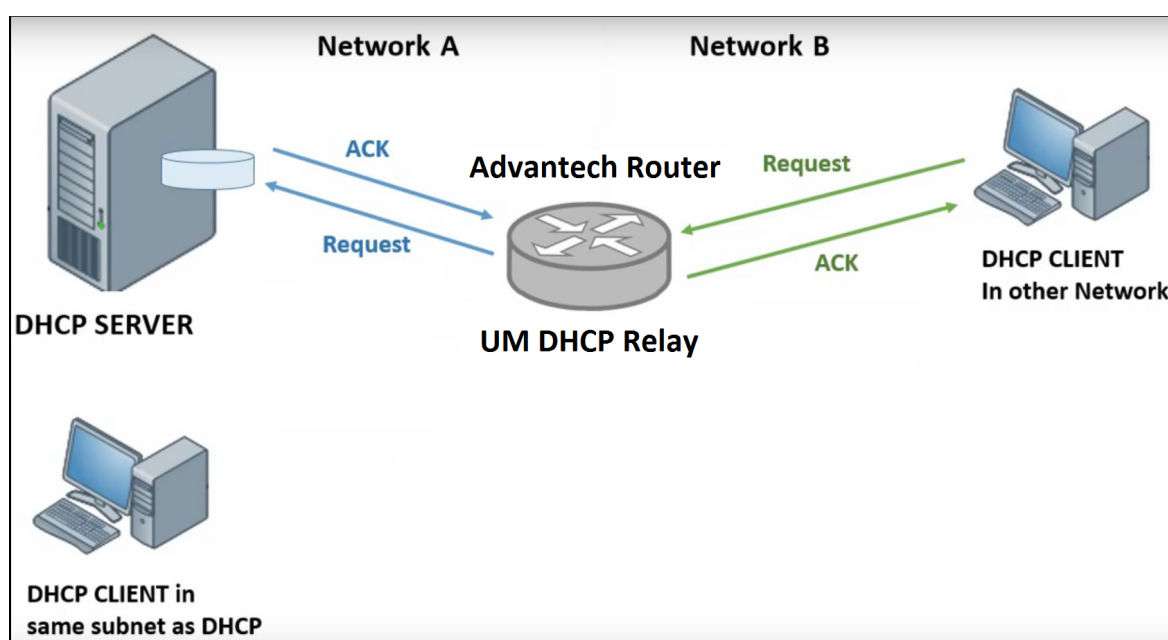 Network A
Network B
ACK
Advantech Router
Request
Request
ACK
DHCP SERVER
UM DHCP Relay
DHCP CLIENT
In other Network
DHCP CLIENT in
same subnet as DHCP